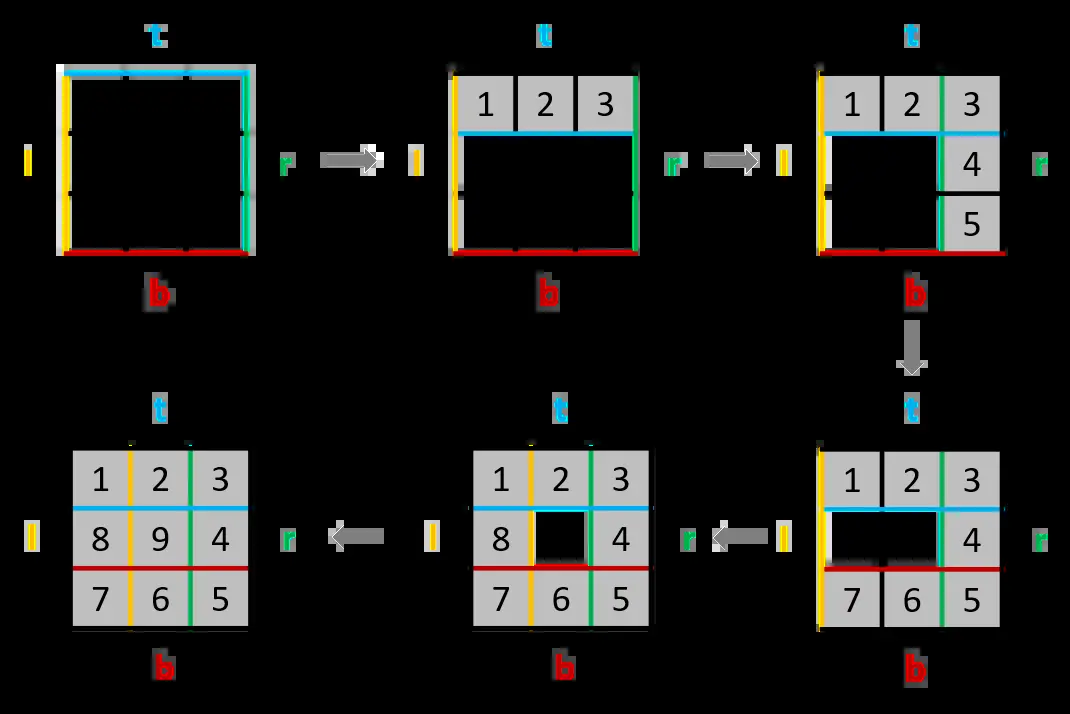 t t t
1 2 3 1 2 3
l r l r l 4 r
5
b b b
t t t
1 2 3 1 2 3 1 2 3
l 8 9 4 r l 8 4 r l 4 r
7 6 5 7 6 5 7 6 5
b b b